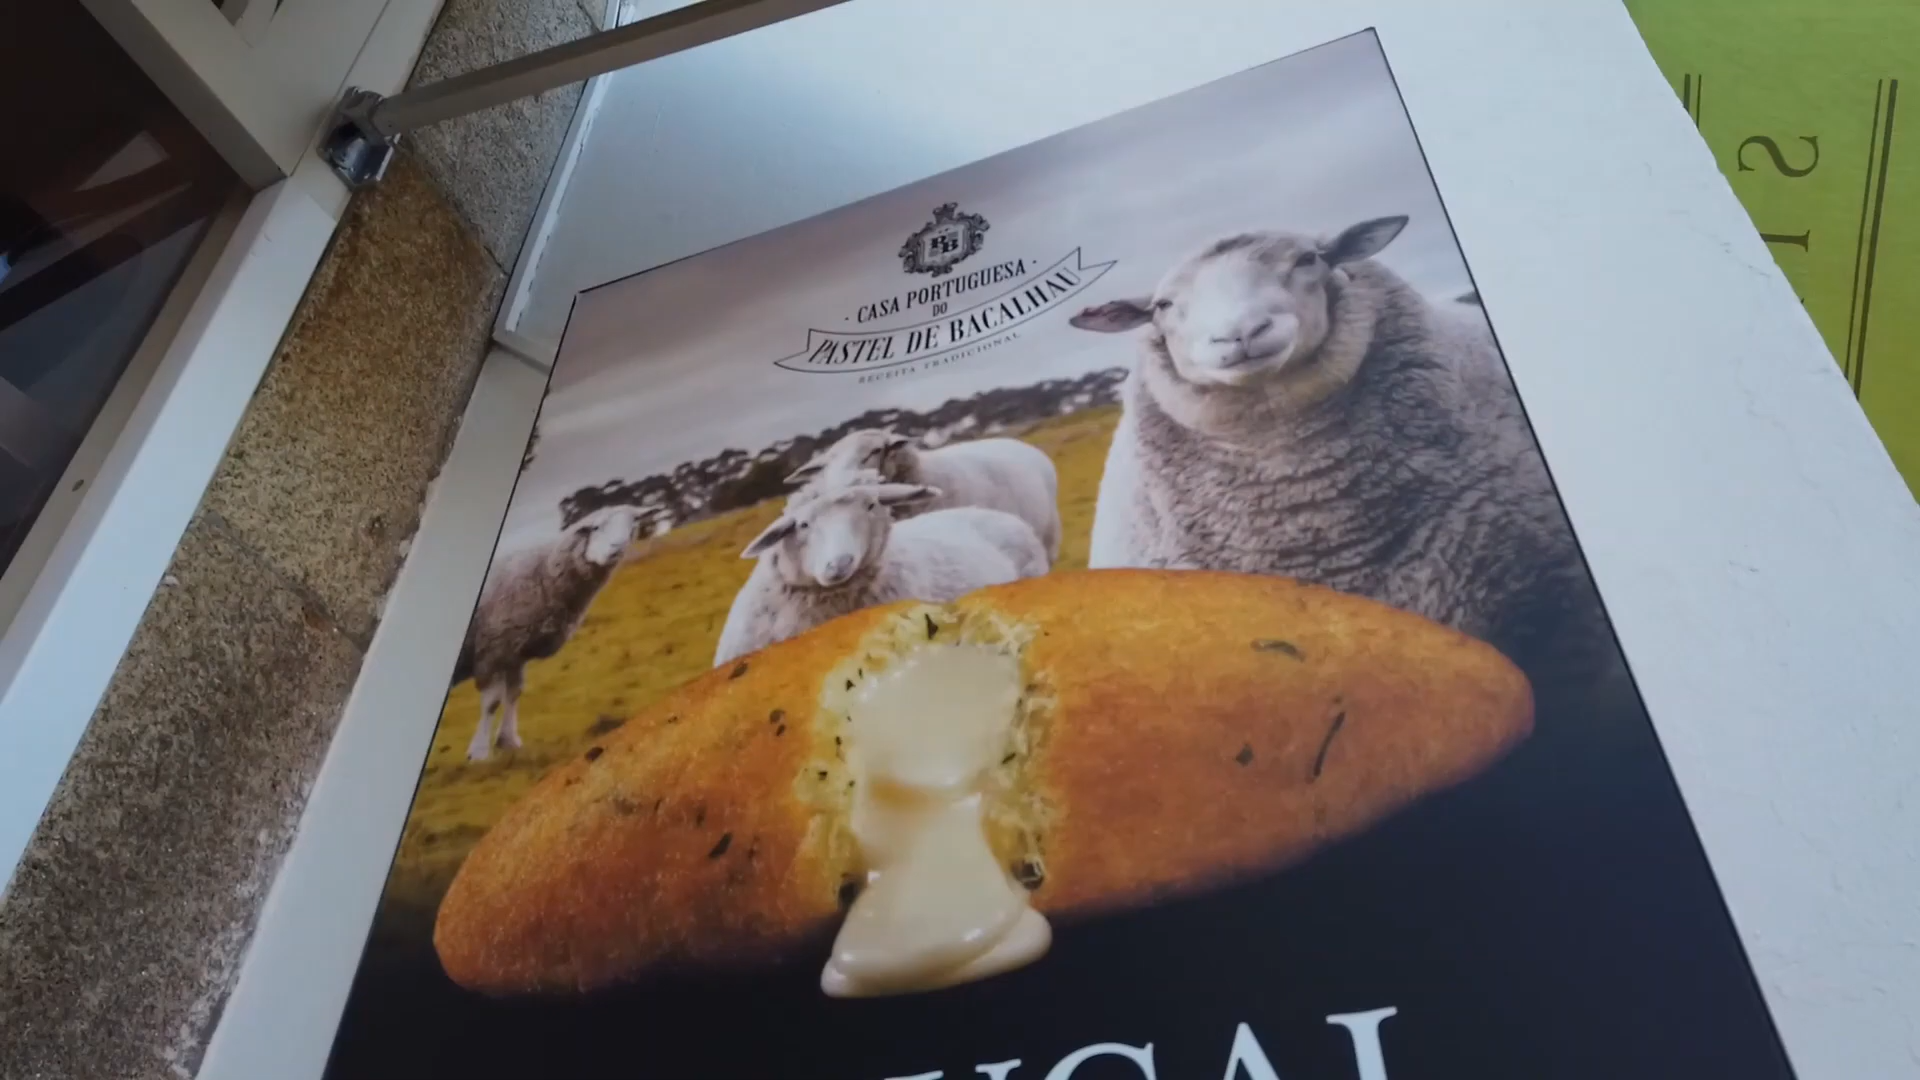 · CASA PORTUGUESA ·
DO
PASTEL DE BACALHAU
RECEITA TRADICIONAL